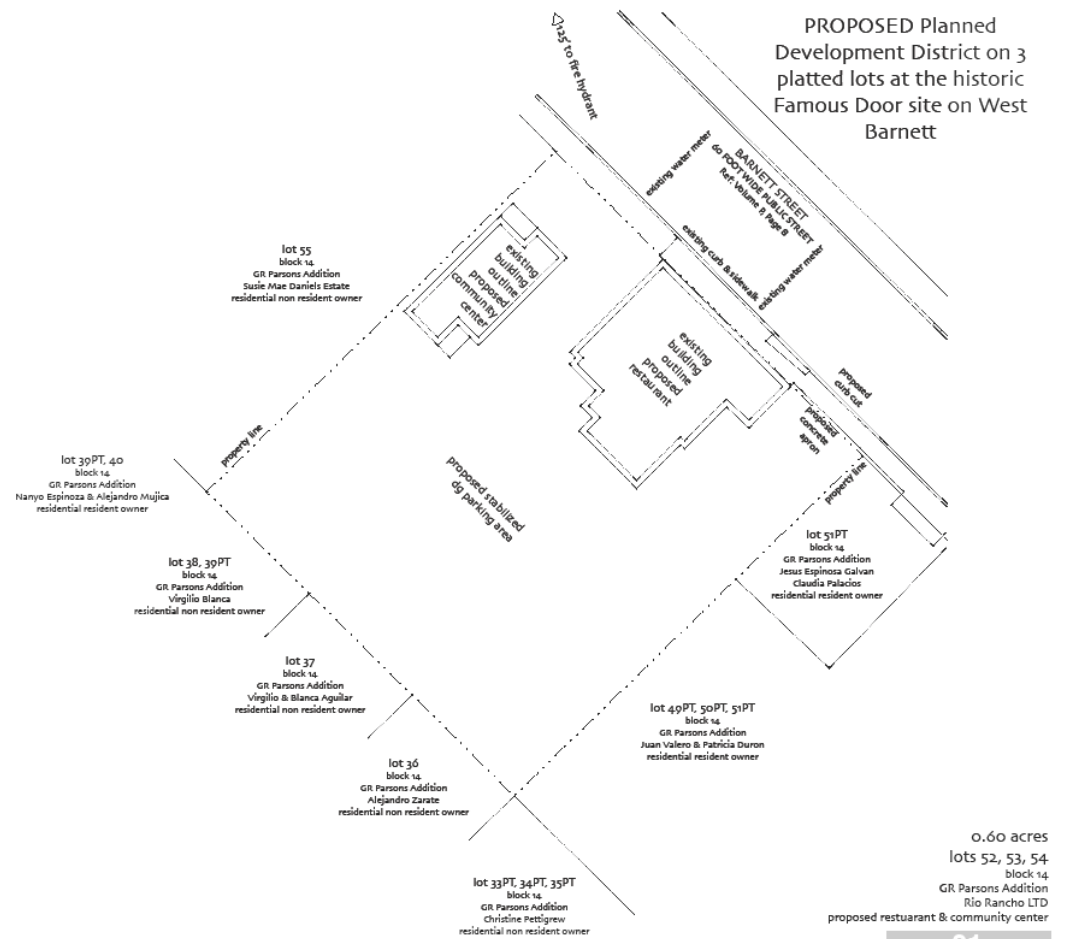 PROPOSED Planned
Development District on 3
platted lots at the historic
Famous Door site on West
Barnett
125' to fire hydrant
existing water meter
BARNETT STREET
60 FOOT WIDE PUBLIC STREET
Ref: Volume P, Page B
existing curb & sidewalk
existing water meter
lot 55
block 14
GR Parsons Addition
Susie Mae Daniels Estate
residential non resident owner
existing
building
outline
proposed
community
center
existing
building
outline
proposed
restaurant
proposed
curb cut
proposed
concrete
apron
property line
property line
proposed stabilized
dg parking area
lot 39PT, 40
block 14
GR Parsons Addition
Nanyo Espinoza & Alejandro Mujica
residential resident owner
lot 51PT
block 14
GR Parsons Addition
Jesus Espinosa Galvan
Claudia Palacios
residential resident owner
lot 38, 39PT
block 14
GR Parsons Addition
Virgilio Blanca
residential non resident owner
lot 37
block 14
GR Parsons Addition
Virgilio & Blanca Aguilar
residential non resident owner
lot 49PT, 50PT, 51PT
block 14
GR Parsons Addition
Juan Valero & Patricia Duron
residential resident owner
lot 36
block 14
GR Parsons Addition
Alejandro Zarate
residential non resident owner
lot 33PT, 34PT, 35PT
block 14
GR Parsons Addition
Christine Pettigrew
residential non resident owner
0.60 acres
lots 52, 53, 54
block 14
GR Parsons Addition
Rio Rancho LTD
proposed restuarant & community center